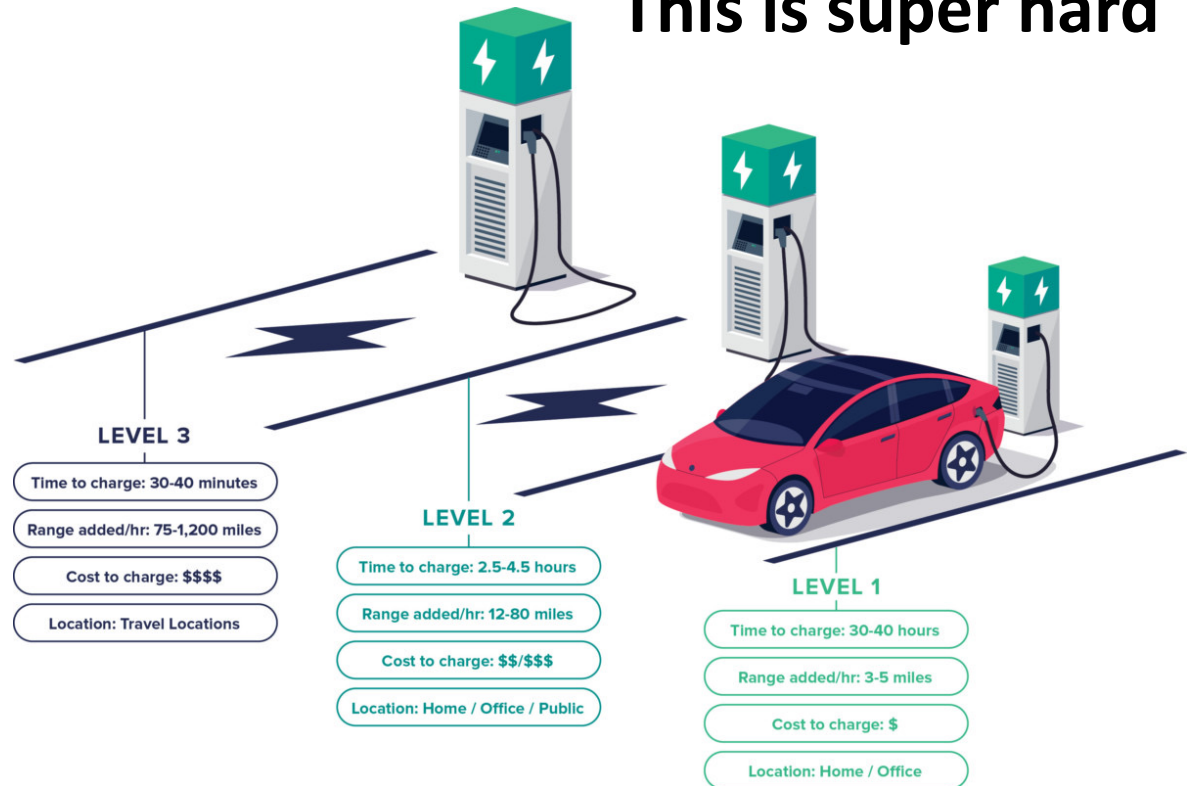 This is super hard
LEVEL 3
Time to charge: 30-40 minutes
Range added/hr: 75-1,200 miles
Cost to charge: $$$$
Location: Travel Locations
LEVEL 2
Time to charge: 2.5-4.5 hours
Range added/hr: 12-80 miles
Cost to charge: $$/$$$
Location: Home / Office / Public
LEVEL 1
Time to charge: 30-40 hours
Range added/hr: 3-5 miles
Cost to charge: $
Location: Home / Office